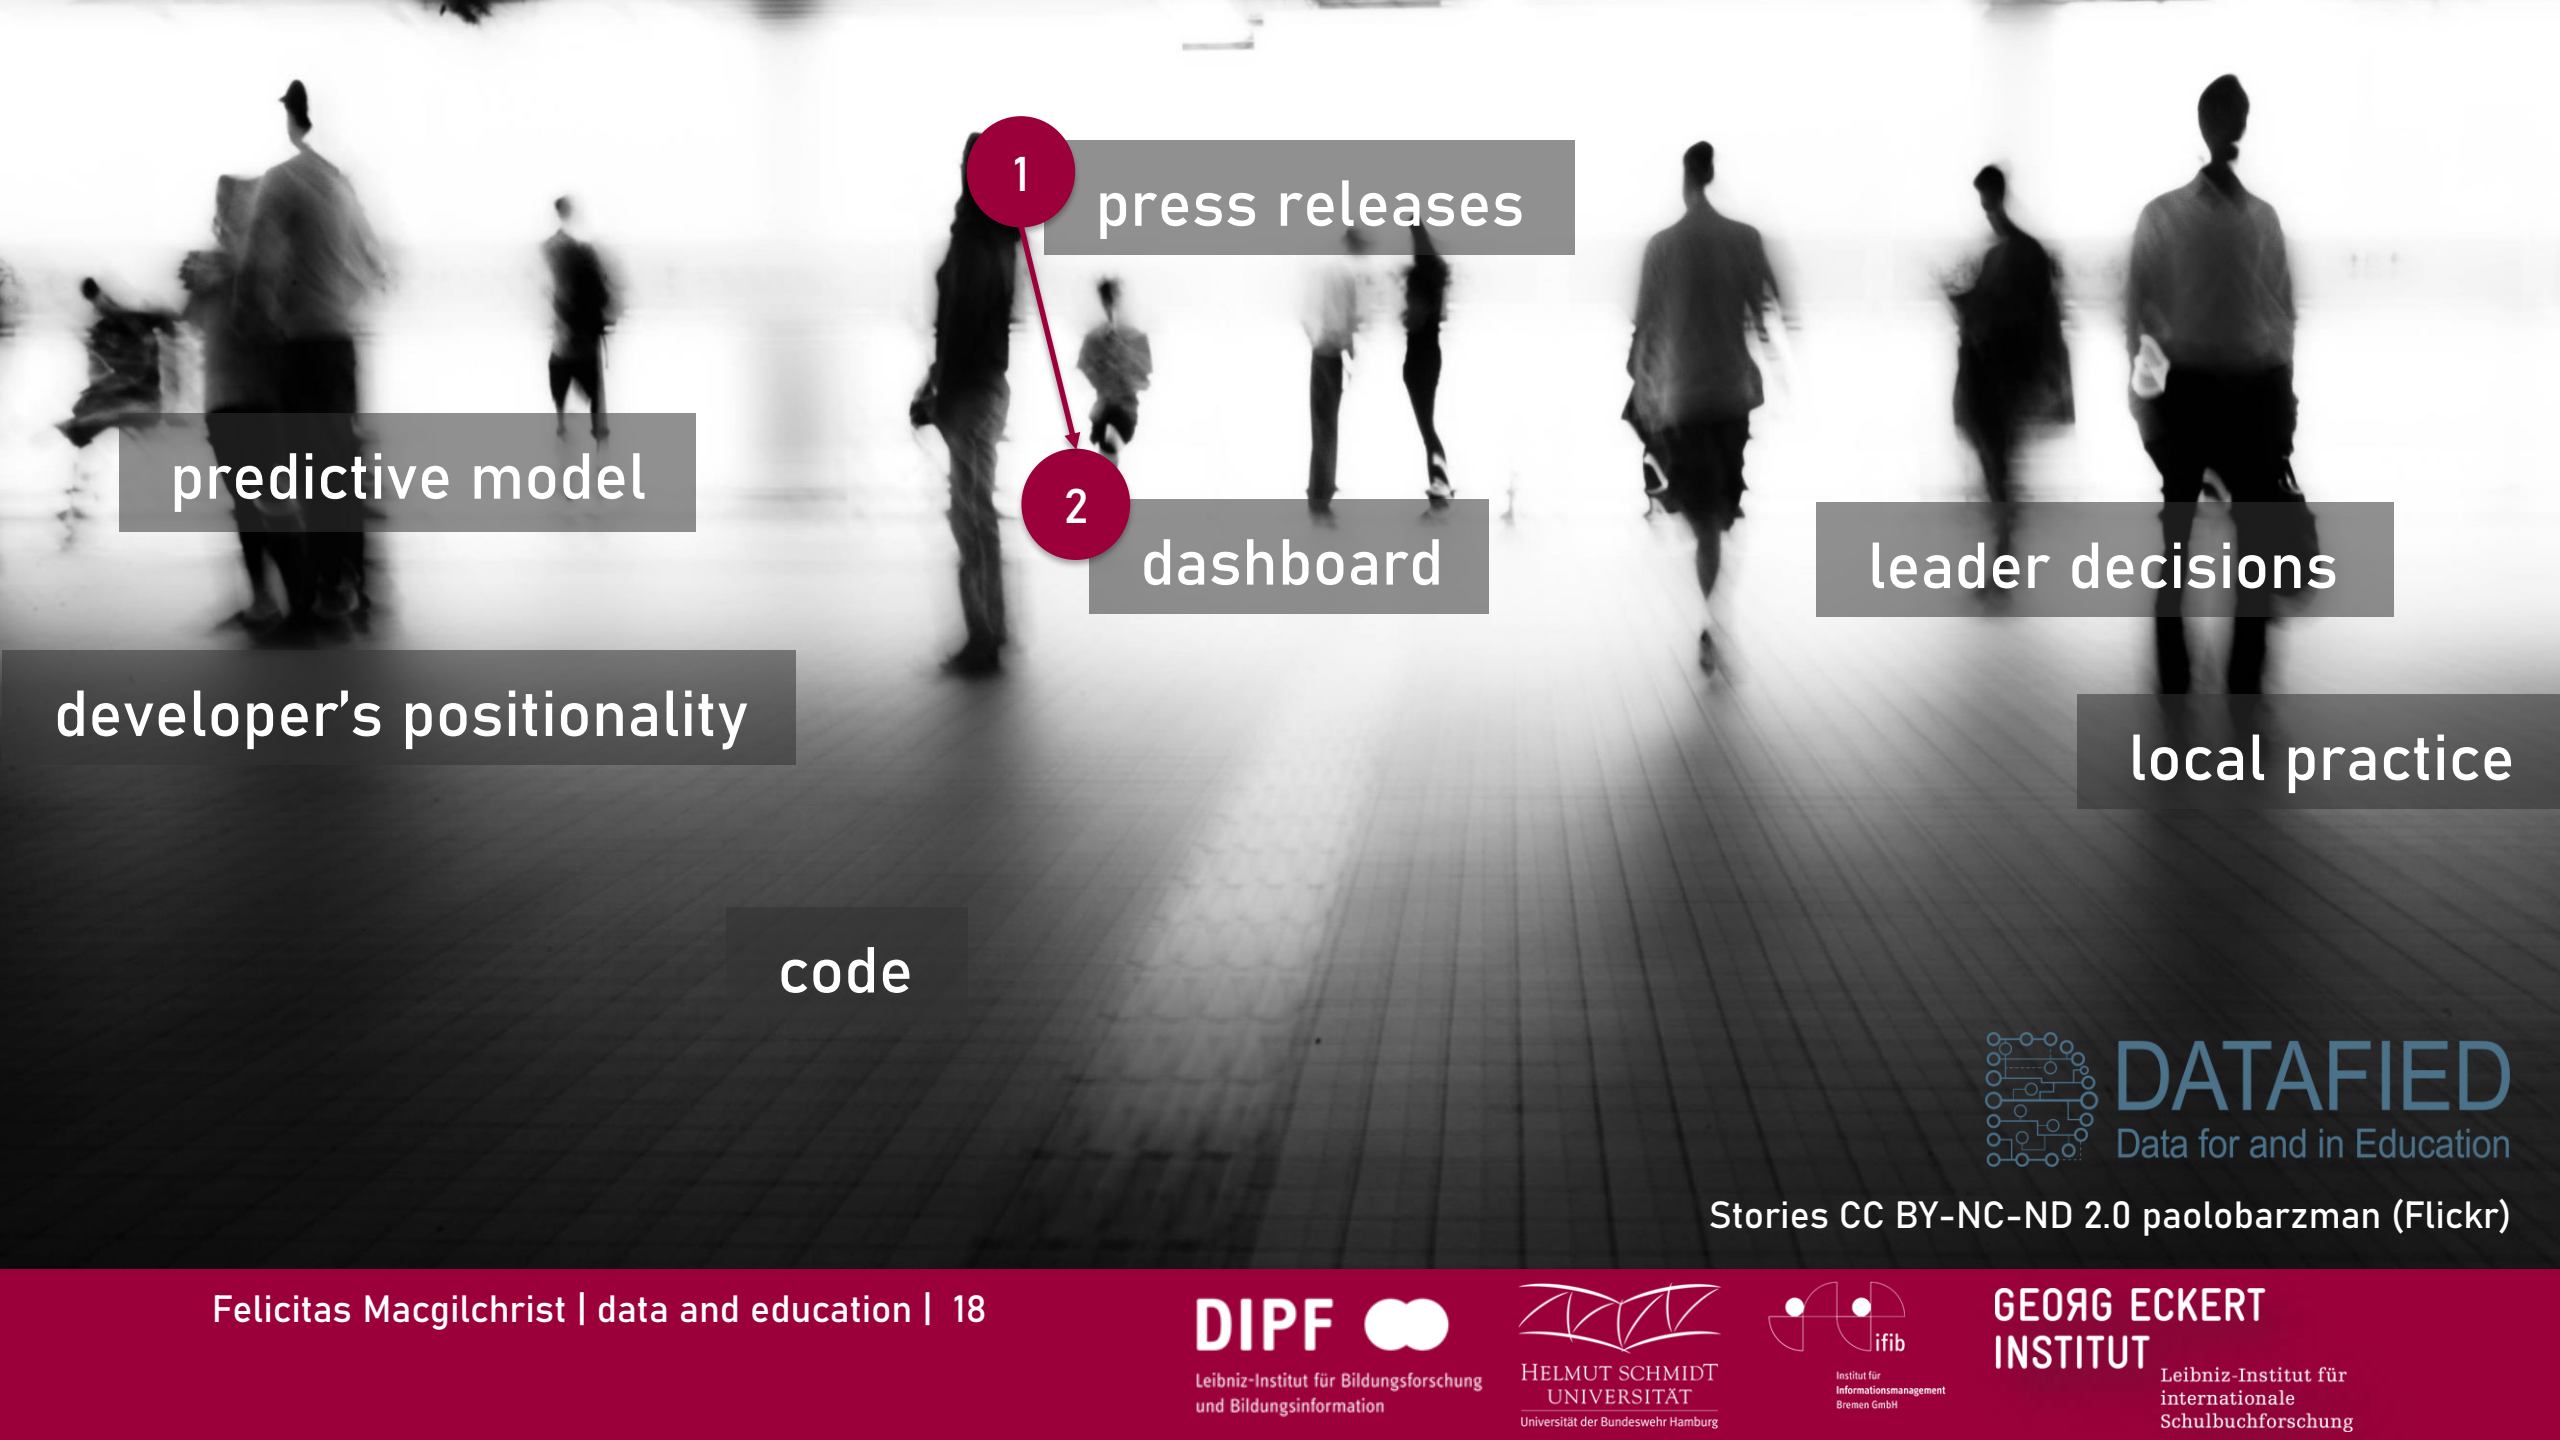 1
press releases
predictive model
2
dashboard
leader decisions
developer’s positionality
local practice
code
DATAFIED
Data for and in Education
Stories CC BY-NC-ND 2.0 paolobarzman (Flickr)
Felicitas Macgilchrist | data and education | 18
DIPF
Leibniz-Institut für Bildungsforschung
und Bildungsinformation
HELMUT SCHMIDT
UNIVERSITÄT
Universität der Bundeswehr Hamburg
ifib
Institut für
Informationsmanagement
Bremen GmbH
GEORG ECKERT
INSTITUT
Leibniz-Institut für
internationale
Schulbuchforschung